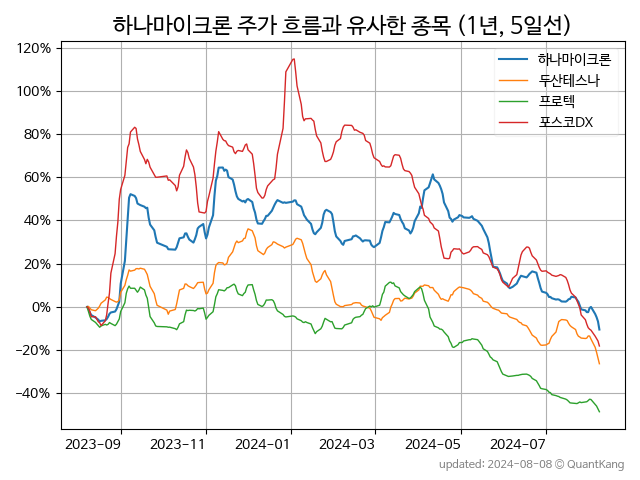 하나마이크론 주가 흐름과 유사한 종목 (1년, 5일선)
120%
100%
80%
60%
40%
20%
0%
−20%
−40%
하나마이크론
두산테스나
프로텍
포스코DX
2023-09
2023-11
2024-01
2024-03
2024-05
2024-07
updated: 2024-08-08 © QuantKang